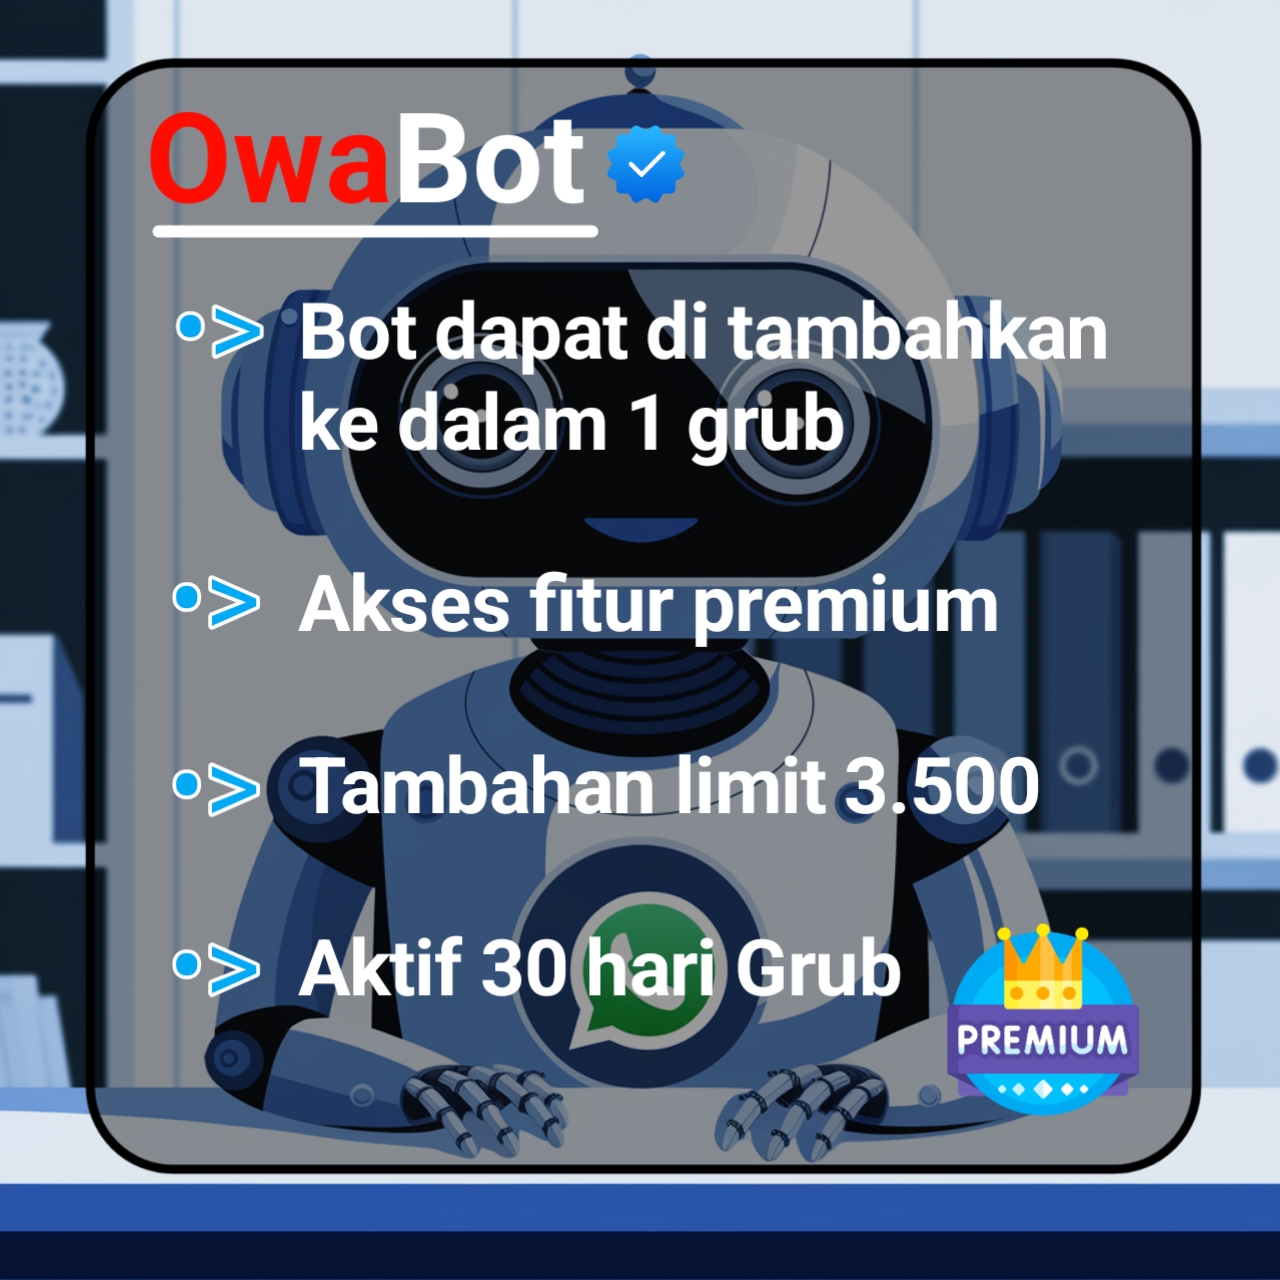 OwaBot
•> Bot dapat di tambahkan
ke dalam 1 grub
•> Akses fitur premium
•> Tambahan limit 3.500
•> Aktif 30 hari Grub
PREMIUM